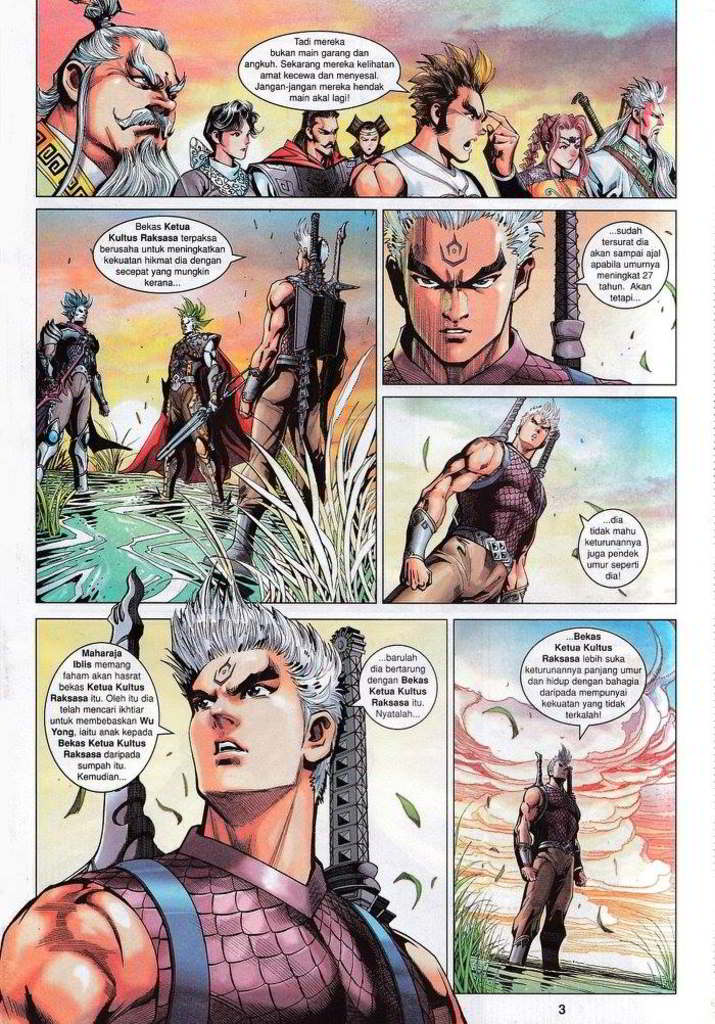 Tadi mereka
bukan main garang dan
angkuh. Sekarang mereka kelihatan
amat kecewa dan menyesal.
Jangan-jangan mereka hendak
main akal lagi!
Bekas Ketua
Kultus Raksasa terpaksa
berusaha untuk meningkatkan
kekuatan hikmat dia dengan
secepat yang mungkin
kerana...
...sudah
tersurat dia
akan sampai ajal
apabila umurnya
meningkat 27
tahun. Akan
tetapi...
...dia
tidak mahu
keturunannya
juga pendek
umur seperti
dia!
Maharaja
Iblis memang
faham akan hasrat
bekas Ketua Kultus
Raksasa itu. Oleh itu dia
telah mencari ikhtiar
untuk membebaskan Wu
Yong, iaitu anak kepada
Bekas Ketua Kultus
Raksasa daripada
sumpah itu.
Kemudian...
...barulah
dia bertarung
dengan Bekas
Ketua Kultus
Raksasa itu.
Nyatalah...
...Bekas
Ketua Kultus
Raksasa lebih suka
keturunannya panjang umur
dan hidup dengan bahagia
daripada mempunyai
kekuatan yang tidak
terkalah!
3